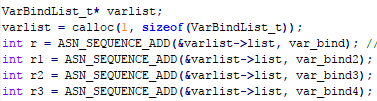 VarBindList_t* varlist;
varlist = calloc(1, sizeof(VarBindList_t));
int r = ASN_SEQUENCE_ADD(&varlist->list, var_bind); //
int r1 = ASN_SEQUENCE_ADD(&varlist->list, var_bind2);
int r2 = ASN_SEQUENCE_ADD(&varlist->list, var_bind3);
int r3 = ASN_SEQUENCE_ADD(&varlist->list, var_bind4);